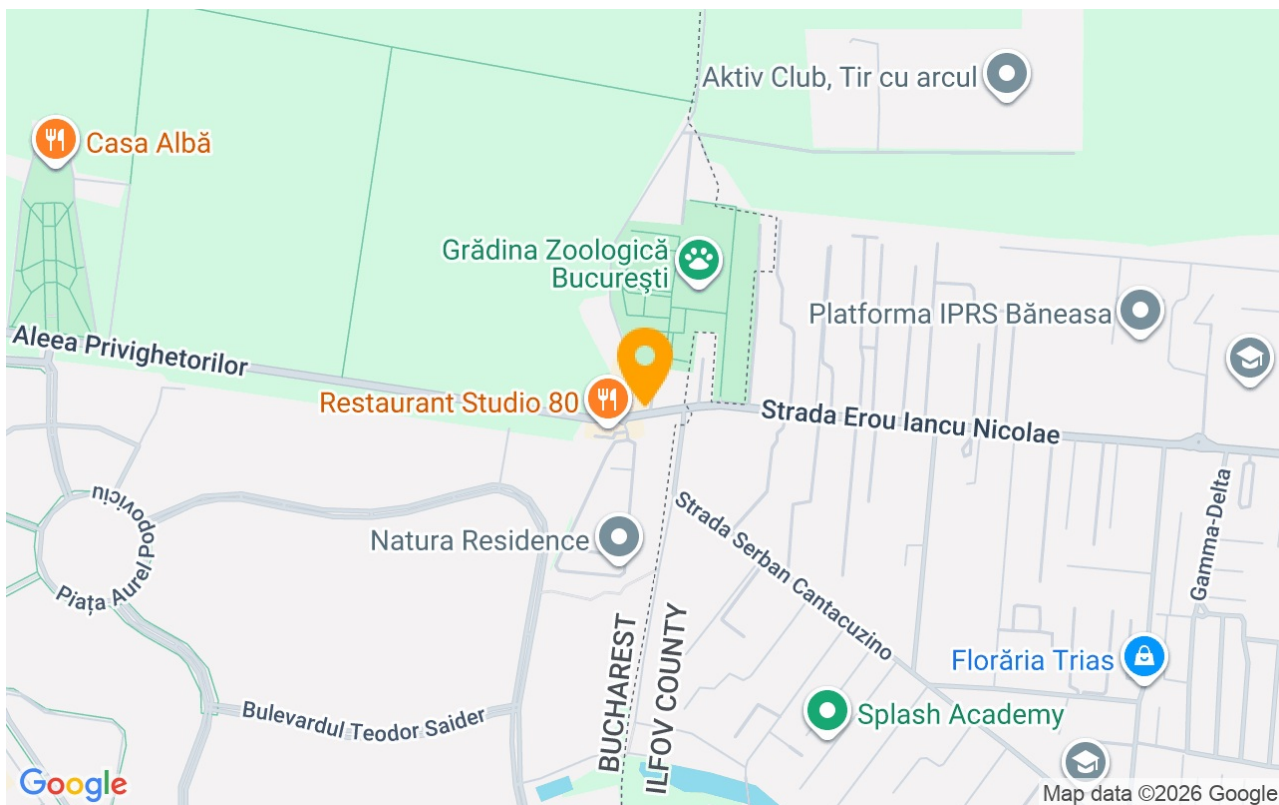 Aktiv Club, Tir cu arcul
Casa Albă
Grădina Zoologică
București
Platforma IPRS Băneasa
Aleea Privighetorilor
Restaurant Studio 80
Strada Erou Iancu Nicolae
Gamma-Delta
Piața Aurel Popoviciu
Natura Residence
Strada Serban Cantacuzino
BUCHAREST
ILFOV COUNTY
Florăria Trias
Bulevardul Teodor Saider
Splash Academy
Google
Map data ©2026 Google